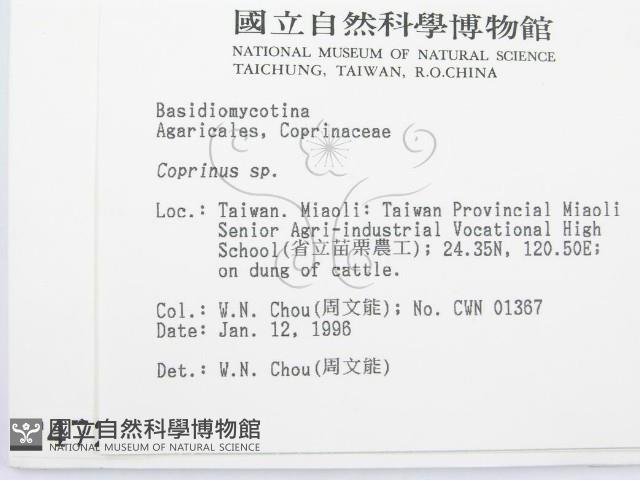 國立自然科學博物館
NATIONAL MUSEUM OF NATURAL SCIENCE
TAICHUNG, TAIWAN, R.O.CHINA
Basidiomycotina
Agaricales, Coprinaceae
Coprinus sp.
Loc.: Taiwan. Miaoli: Taiwan Provincial Miaoli
Senior Agri-industrial Vocational High
School(省立苗栗農工); 24.35N, 120.50E;
on dung of cattle.
Col.: W.N. Chou(周文能); No. CWN 01367
Date: Jan. 12, 1996
Det.: W.N. Chou(周文能)
國立自然科學博物館
NATIONAL MUSEUM OF NATURAL SCIENCE